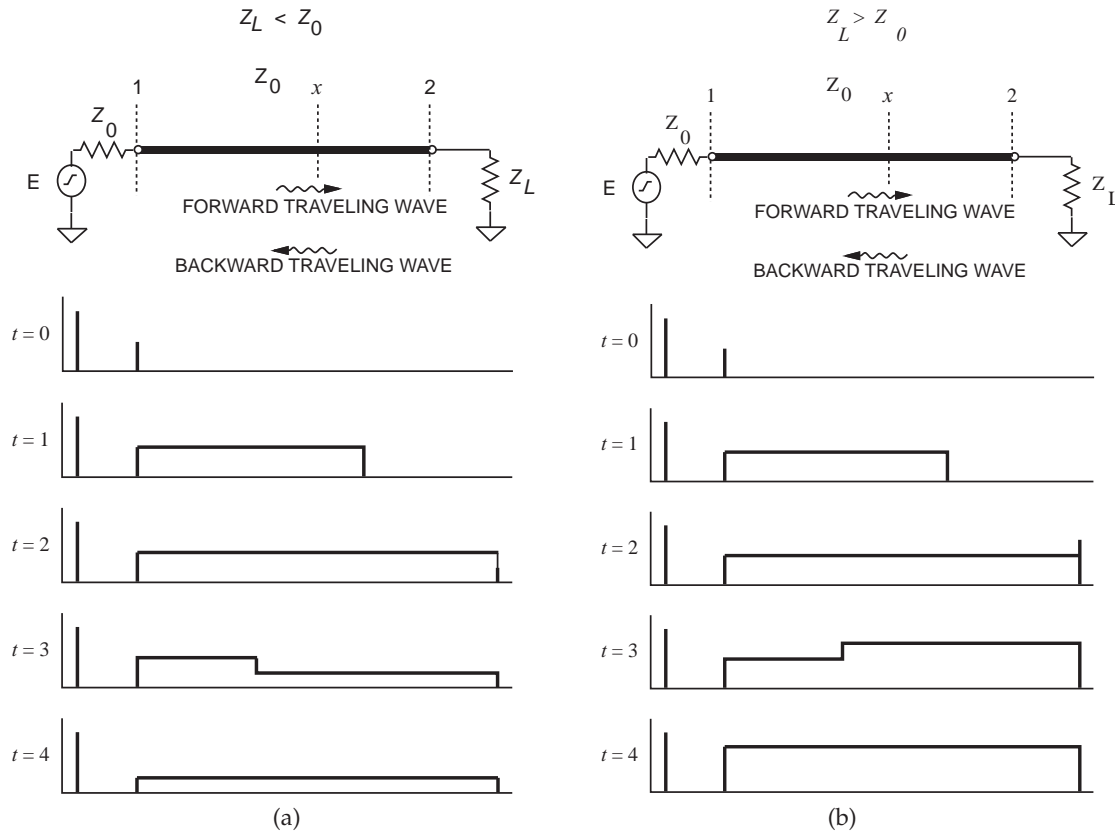 Z_L < Z_0
1 Z_0 x 2
Z_0
E
Z_L
FORWARD TRAVELING WAVE
BACKWARD TRAVELING WAVE
t = 0
t = 1
t = 2
t = 3
t = 4
(a)
Z_L > Z_0
1 Z_0 x 2
Z_0
E
Z_L
FORWARD TRAVELING WAVE
BACKWARD TRAVELING WAVE
t = 0
t = 1
t = 2
t = 3
t = 4
(b)